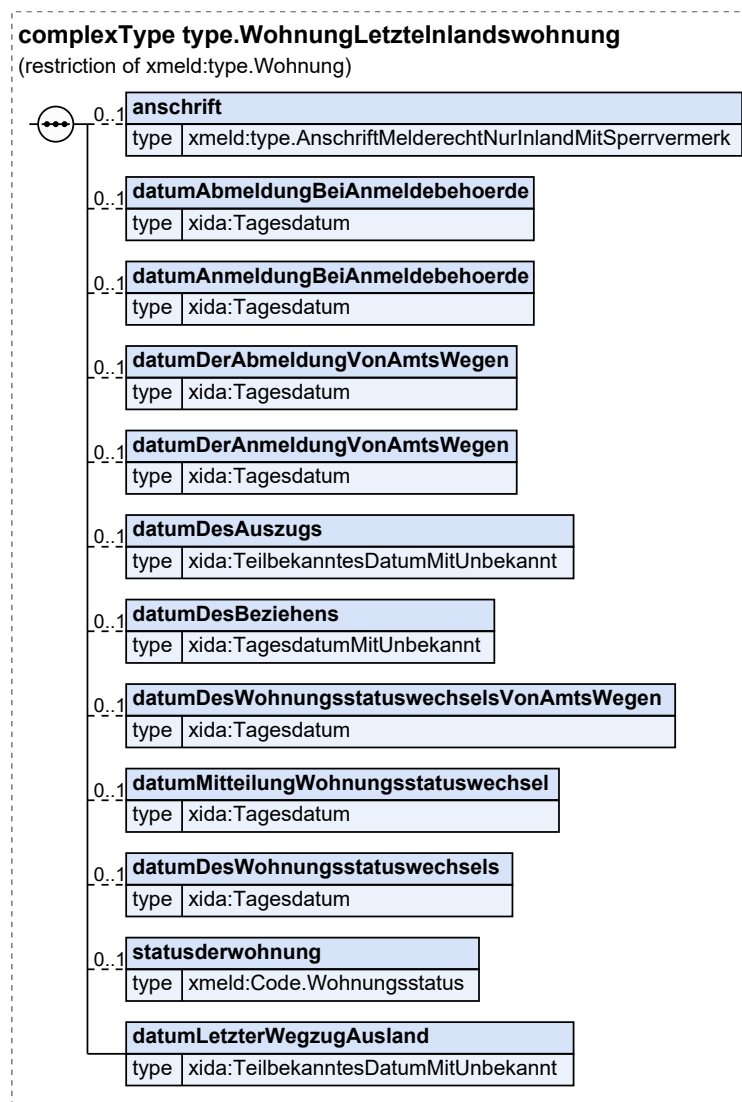 complexType type.WohnungLetzteInlandswohnung
(restriction of xmeld:type.Wohnung)
0..1 anschrift
type xmeld:type.AnschriftMelderechtNurInlandMitSperrvermerk
0..1 datumAbmeldungBeiAnmeldebehoerde
type xida:Tagesdatum
0..1 datumAnmeldungBeiAnmeldebehoerde
type xida:Tagesdatum
0..1 datumDerAbmeldungVonAmtsWegen
type xida:Tagesdatum
0..1 datumDerAnmeldungVonAmtsWegen
type xida:Tagesdatum
0..1 datumDesAuszugs
type xida:TeilbekanntesDatumMitUnbekannt
0..1 datumDesBeziehens
type xida:TagesdatumMitUnbekannt
0..1 datumDesWohnungsstatuswechselsVonAmtsWegen
type xida:Tagesdatum
0..1 datumMitteilungWohnungsstatuswechsel
type xida:Tagesdatum
0..1 datumDesWohnungsstatuswechsels
type xida:Tagesdatum
0..1 statusderwohnung
type xmeld:Code.Wohnungsstatus
datumLetzterWegzugAusland
type xida:TeilbekanntesDatumMitUnbekannt